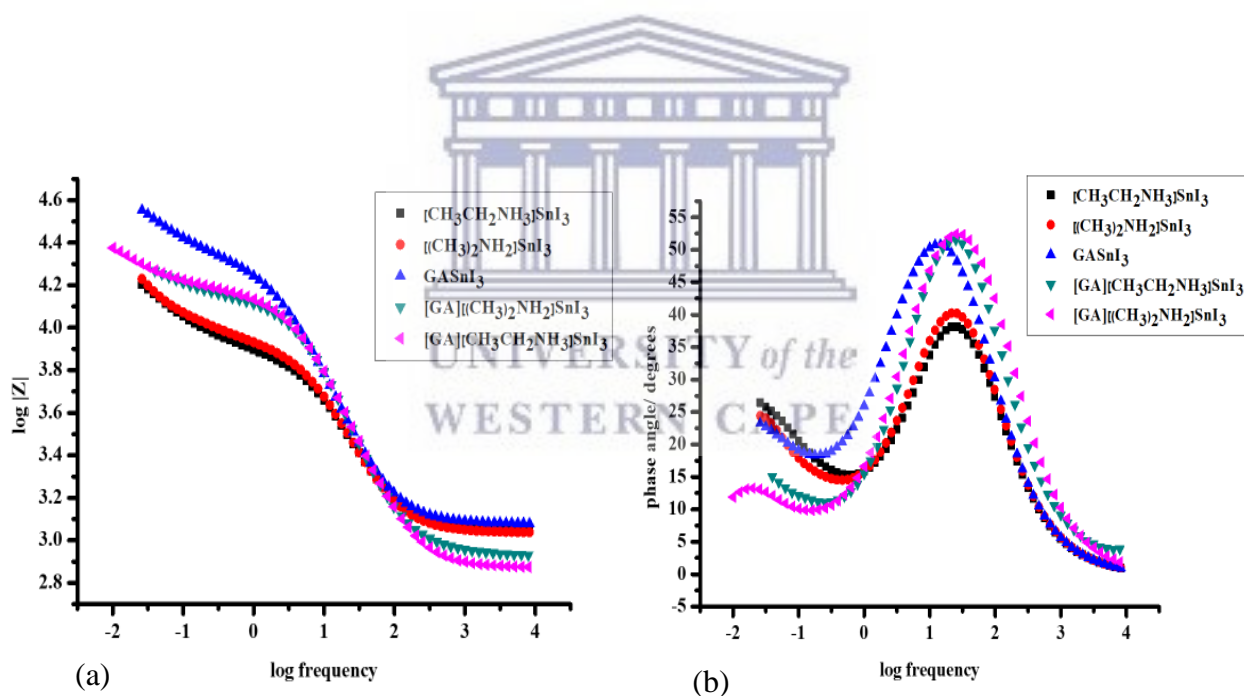 4.6
4.4
4.2
4.0
3.8
3.6
3.4
3.2
3.0
2.8
log |Z|
-2 -1 0 1 2 3 4
log frequency
(a)
[CH3CH2NH3]SnI3
[(CH3)2NH2]SnI3
GASnI3
[GA][(CH3)2NH2]SnI3
[GA][CH3CH2NH3]SnI3
UNIVERSITY of the
WESTERN CAPE
55
50
45
40
35
30
25
20
15
10
5
0
-5
phase angle/ degrees
-2 -1 0 1 2 3 4
log frequency
(b)
[CH3CH2NH3]SnI3
[(CH3)2NH2]SnI3
GASnI3
[GA][CH3CH2NH3]SnI3
[GA][(CH3)2NH2]SnI3